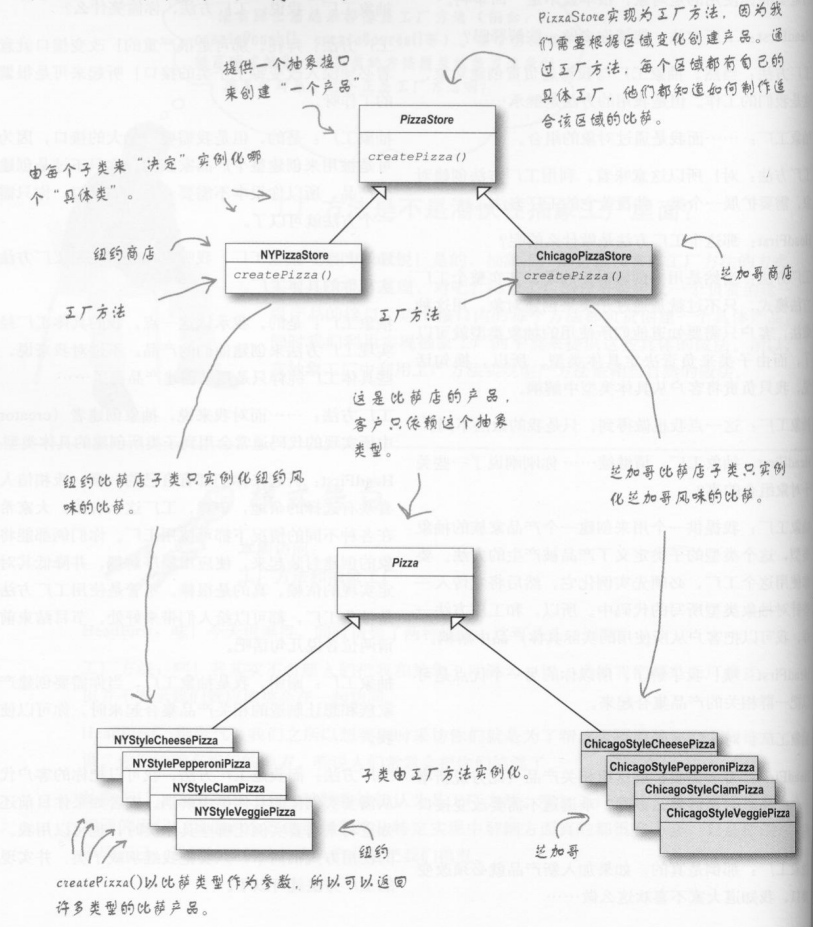 PizzaStore实现为工厂方法，因为我
们需要根据区域变化创建产品。通
过工厂方法，每个区域都有自己的
具体工厂，他们都知道如何制作适
合该区域的比萨。
提供一个抽象接口
来创建“一个产品”
PizzaStore
createPizza()
由每个子类来“决定”实例化哪
个“具体类”。
纽约商店
NYPizzaStore
createPizza()
ChicagoPizzaStore
createPizza()
芝加哥商店
工厂方法
工厂方法
这是比萨店的产品，
客户只依赖这个抽象
类型。
纽约比萨店子类只实例化纽约风
味的比萨。
芝加哥比萨店子类只实例
化芝加哥风味的比萨。
Pizza
NYStyleCheesePizza
NYStylePepperoniPizza
NYStyleClamPizza
NYStyleVeggiePizza
子类由工厂方法实例化。
ChicagoStyleCheesePizza
ChicagoStylePepperoniPizza
ChicagoStyleClamPizza
ChicagoStyleVeggiePizza
纽约
芝加哥
createPizza()以比萨类型作为参数，所以可以返回
许多类型的比萨产品。